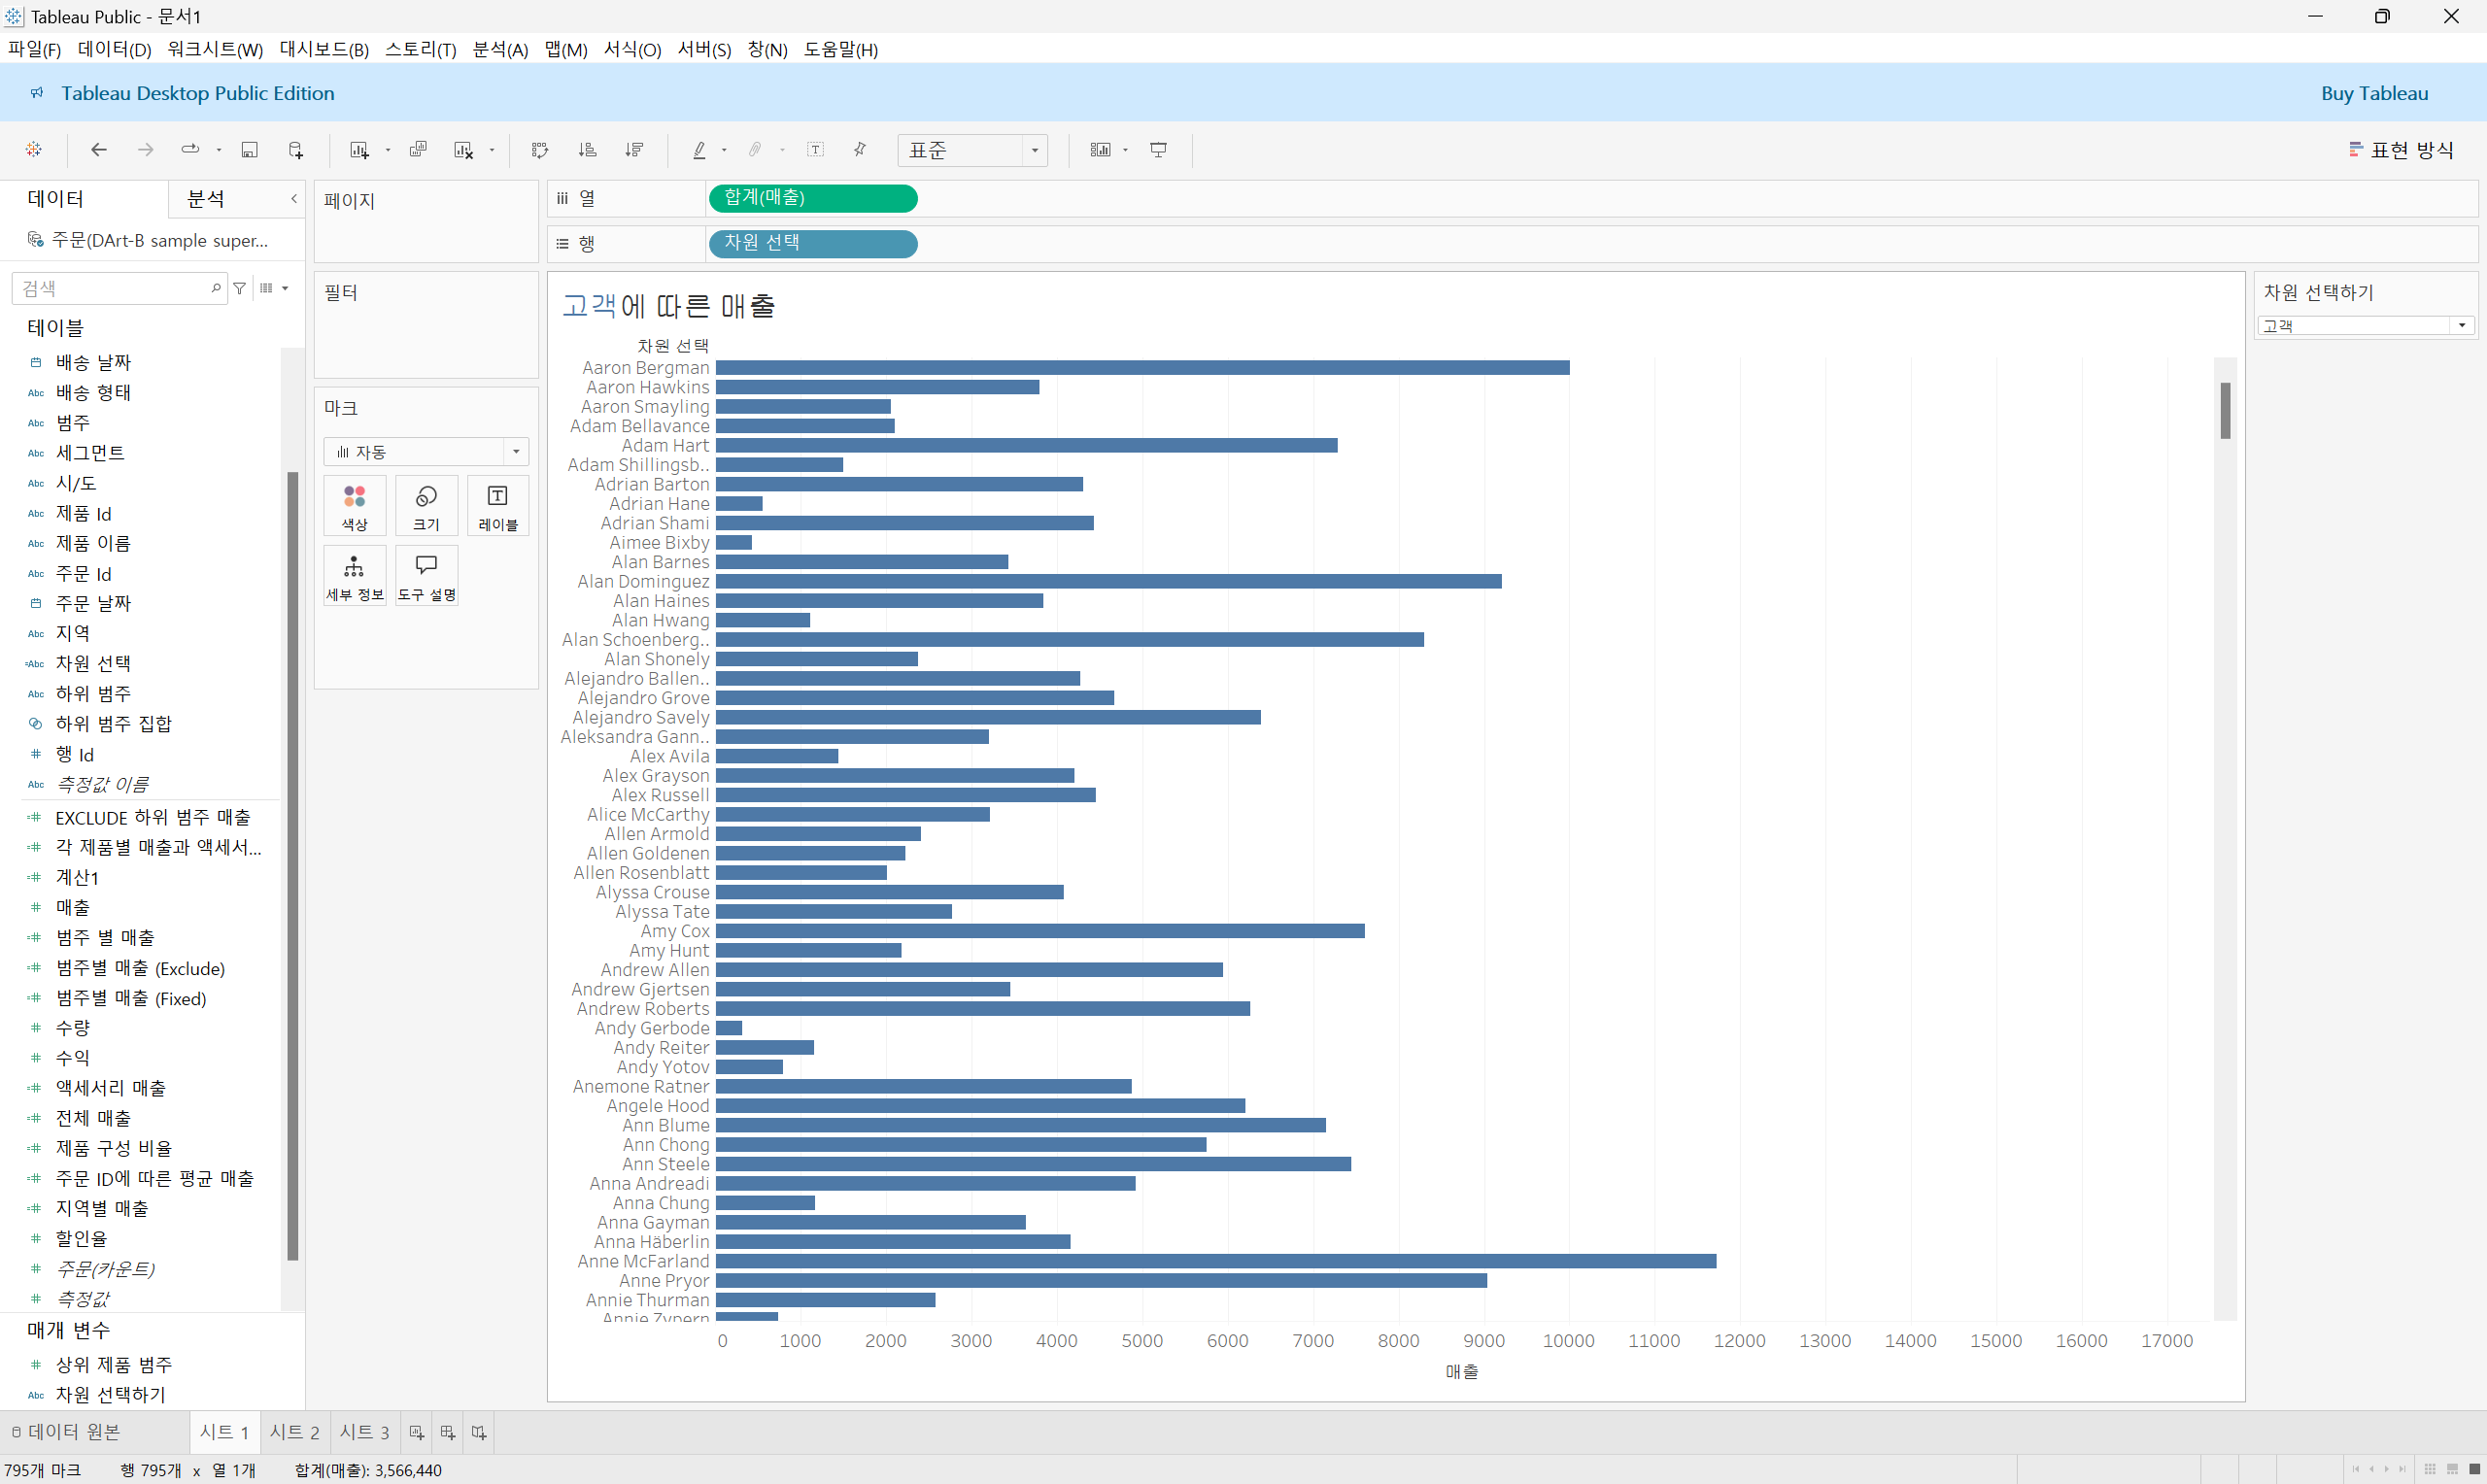 Tableau Public - 문서1
파일(F) 데이터(D) 워크시트(W) 대시보드(B) 스토리(T) 분석(A) 맵(M) 서식(O) 서버(S) 창(N) 도움말(H)
Tableau Desktop Public Edition
Buy Tableau
표준
표현 방식
데이터
분석
주문(DArt-B sample super...
검색
테이블
배송 날짜
Abc 배송 형태
Abc 범주
Abc 세그먼트
Abc 시/도
Abc 제품 Id
Abc 제품 이름
Abc 주문 Id
주문 날짜
Abc 지역
=Abc 차원 선택
Abc 하위 범주
하위 범주 집합
# 행 Id
Abc 측정값 이름
=# EXCLUDE 하위 범주 매출
=# 각 제품별 매출과 액세서...
=# 계산1
# 매출
=# 범주 별 매출
=# 범주별 매출 (Exclude)
=# 범주별 매출 (Fixed)
# 수량
# 수익
=# 액세서리 매출
=# 전체 매출
=# 제품 구성 비율
=# 주문 ID에 따른 평균 매출
=# 지역별 매출
# 할인율
# 주문(카운트)
# 측정값
매개 변수
# 상위 제품 범주
Abc 차원 선택하기
페이지
필터
마크
자동
색상
크기
레이블
세부 정보
도구 설명
열
합계(매출)
행
차원 선택
고객에 따른 매출
차원 선택
Aaron Bergman
Aaron Hawkins
Aaron Smayling
Adam Bellavance
Adam Hart
Adam Shillingsb..
Adrian Barton
Adrian Hane
Adrian Shami
Aimee Bixby
Alan Barnes
Alan Dominguez
Alan Haines
Alan Hwang
Alan Schoenberg..
Alan Shonely
Alejandro Ballen..
Alejandro Grove
Alejandro Savely
Aleksandra Gann..
Alex Avila
Alex Grayson
Alex Russell
Alice McCarthy
Allen Armold
Allen Goldenen
Allen Rosenblatt
Alyssa Crouse
Alyssa Tate
Amy Cox
Amy Hunt
Andrew Allen
Andrew Gjertsen
Andrew Roberts
Andy Gerbode
Andy Reiter
Andy Yotov
Anemone Ratner
Angele Hood
Ann Blume
Ann Chong
Ann Steele
Anna Andreadi
Anna Chung
Anna Gayman
Anna Häberlin
Anne McFarland
Anne Pryor
Annie Thurman
Annie Zypern
0 1000 2000 3000 4000 5000 6000 7000 8000 9000 10000 11000 12000 13000 14000 15000 16000 17000
매출
차원 선택하기
고객
데이터 원본
시트 1
시트 2
시트 3
795개 마크 행 795개 x 열 1개 합계(매출): 3,566,440